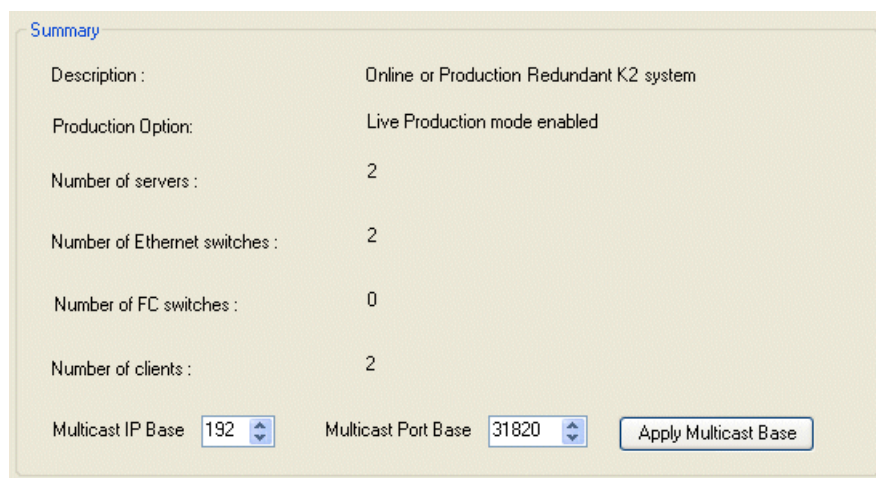 Summary
Description : Online or Production Redundant K2 system
Production Option: Live Production mode enabled
Number of servers : 2
Number of Ethernet switches : 2
Number of FC switches : 0
Number of clients : 2
Multicast IP Base 192 Multicast Port Base 31820 Apply Multicast Base